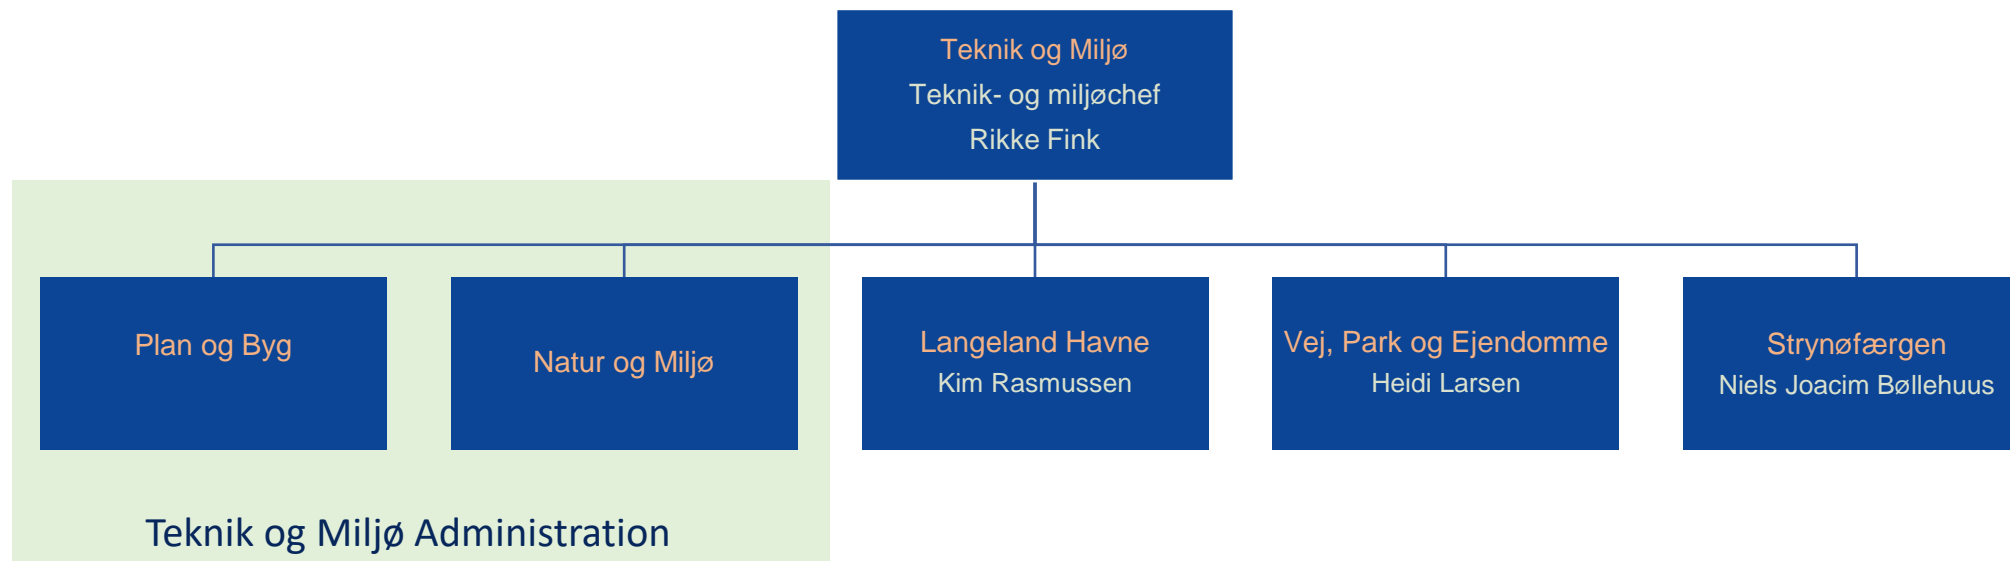 Teknik og Miljø
Teknik- og miljøchef
Rikke Fink
Plan og Byg
Natur og Miljø
Langeland Havne
Kim Rasmussen
Vej, Park og Ejendomme
Heidi Larsen
Strynøfærgen
Niels Joacim Bøllehuus
Teknik og Miljø Administration